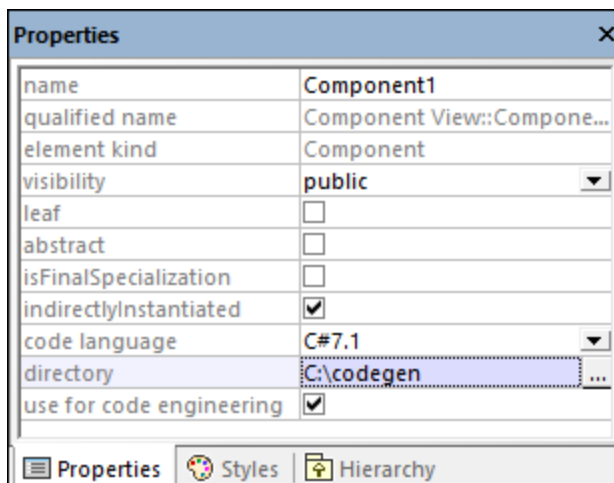 Properties
name Component1
qualified name Component View::Compone...
element kind Component
visibility public
leaf
abstract
isFinalSpecialization
indirectlyInstantiated
code language C#7.1
directory C:\codegen ...
use for code engineering
Properties Styles Hierarchy